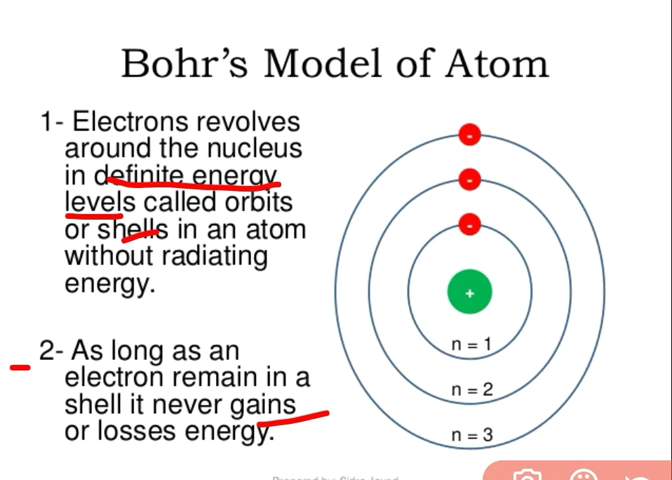 Bohr's Model of Atom
1- Electrons revolves
around the nucleus
in definite energy
levels called orbits
or shells in an atom
without radiating
energy.
2- As long as an
electron remain in a
shell it never gains
or losses energy.
-
-
-
+
n = 1
n = 2
n = 3